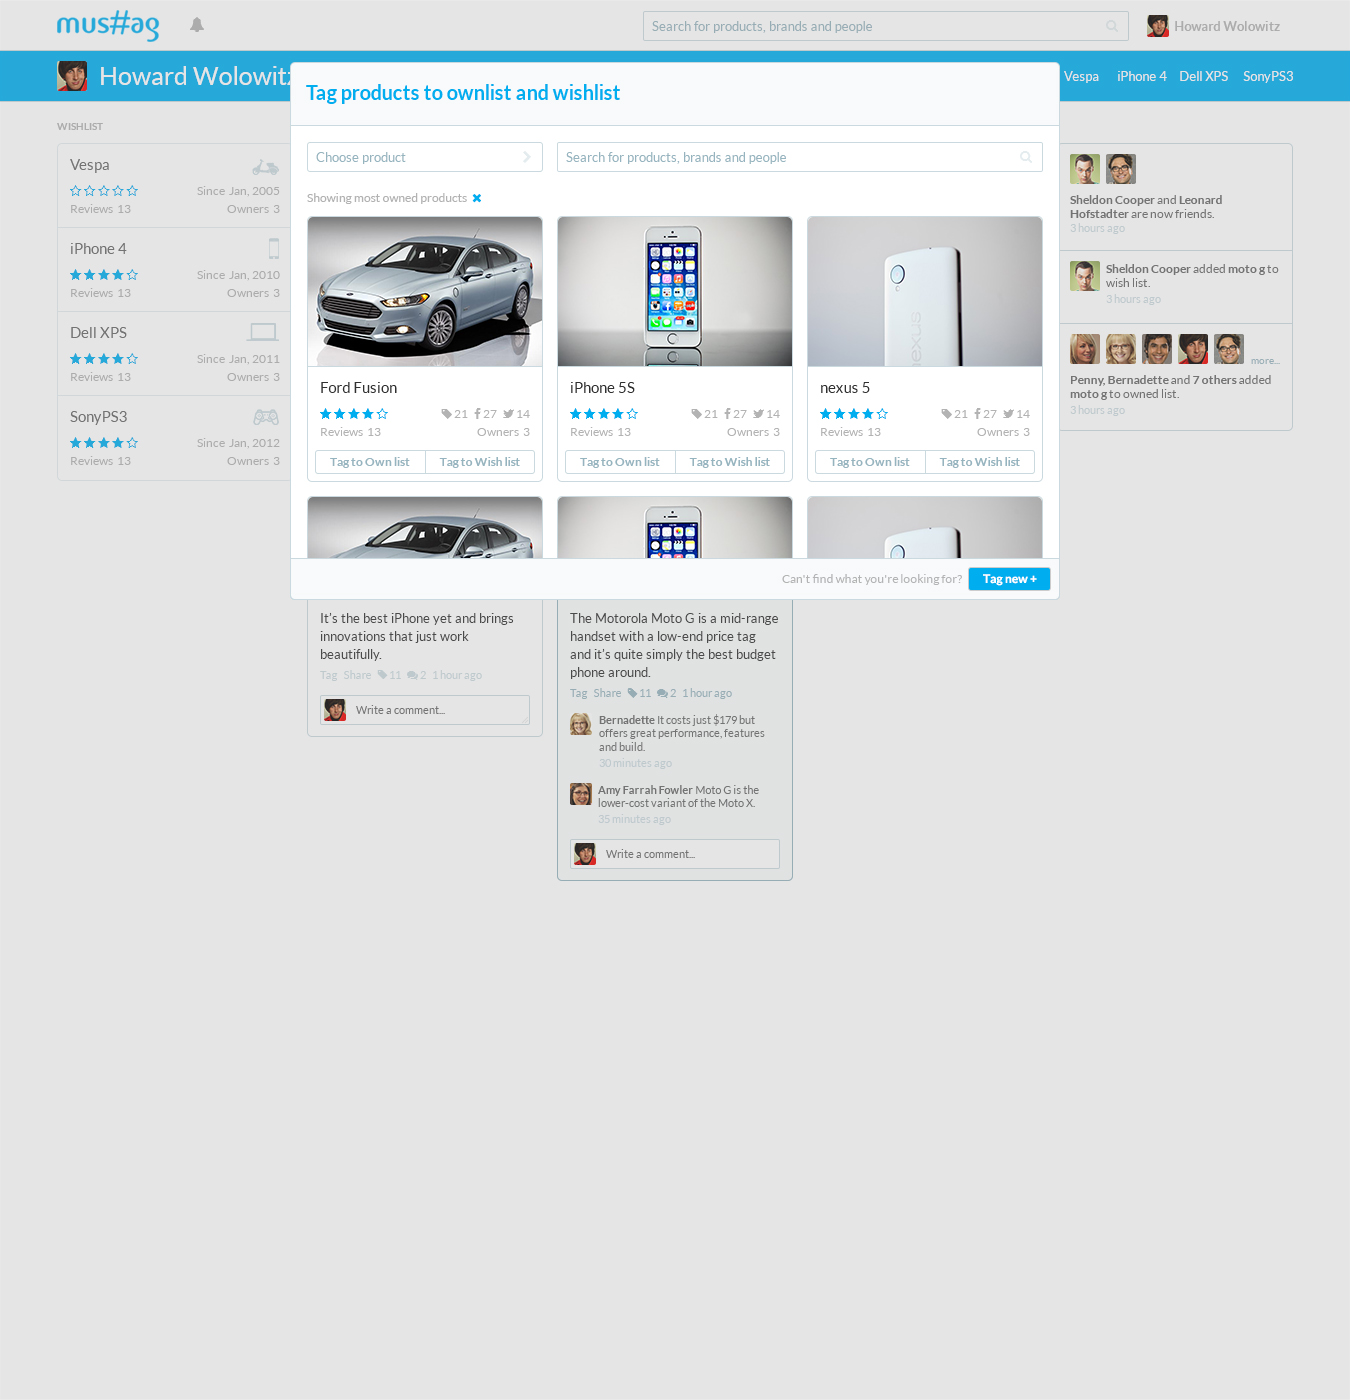 mus#ag
Search for products, brands and people
Howard Wolowitz
Howard Wolowitz
Vespa iPhone 4 Dell XPS SonyPS3
Tag products to ownlist and wishlist
WISHLIST
Vespa
Since Jan, 2005
Reviews 13 Owners 3
iPhone 4
Since Jan, 2010
Reviews 13 Owners 3
Dell XPS
Since Jan, 2011
Reviews 13 Owners 3
SonyPS3
Since Jan, 2012
Reviews 13 Owners 3
Choose product
Search for products, brands and people
Showing most owned products
nexus
Ford Fusion
21 27 14
Reviews 13 Owners 3
Tag to Own list Tag to Wish list
iPhone 5S
21 27 14
Reviews 13 Owners 3
Tag to Own list Tag to Wish list
nexus 5
21 27 14
Reviews 13 Owners 3
Tag to Own list Tag to Wish list
Can't find what you're looking for? Tag new +
It's the best iPhone yet and brings
innovations that just work
beautifully.
Tag Share 11 2 1 hour ago
Write a comment...
The Motorola Moto G is a mid-range
handset with a low-end price tag
and it's quite simply the best budget
phone around.
Tag Share 11 2 1 hour ago
Bernadette It costs just $179 but
offers great performance, features
and build.
30 minutes ago
Amy Farrah Fowler Moto G is the
lower-cost variant of the Moto X.
35 minutes ago
Write a comment...
Sheldon Cooper and Leonard
Hofstadter are now friends.
3 hours ago
Sheldon Cooper added moto g to
wish list.
3 hours ago
more...
Penny, Bernadette and 7 others added
moto g to owned list.
3 hours ago